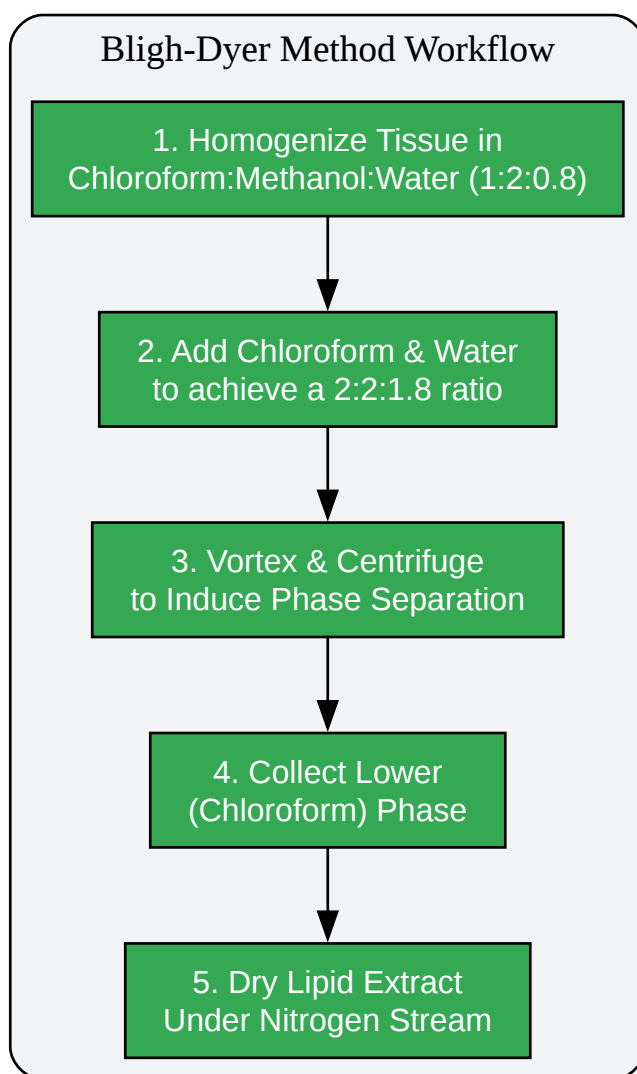 Bligh-Dyer Method Workflow
1. Homogenize Tissue in
Chloroform:Methanol:Water (1:2:0.8)
2. Add Chloroform & Water
to achieve a 2:2:1.8 ratio
3. Vortex & Centrifuge
to Induce Phase Separation
4. Collect Lower
(Chloroform) Phase
5. Dry Lipid Extract
Under Nitrogen Stream